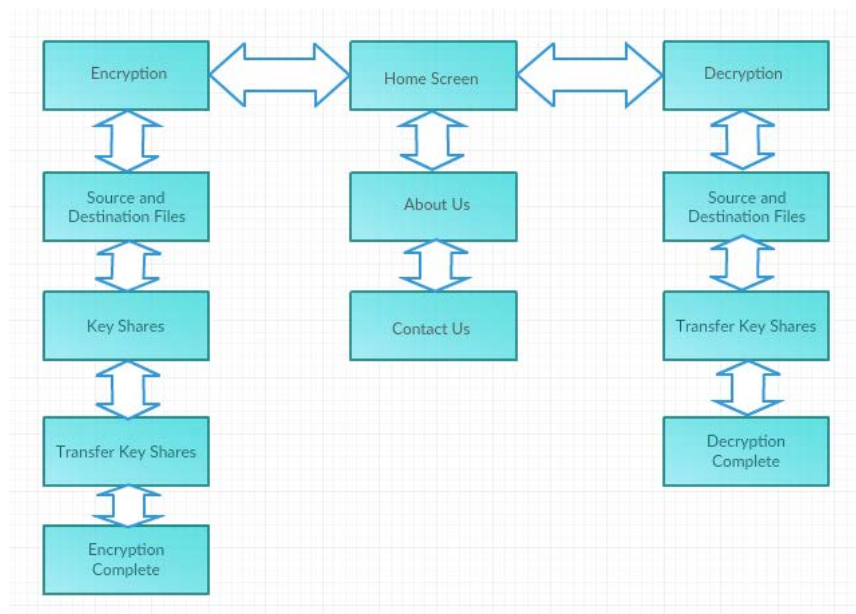 Encryption
Home Screen
Decryption
Source and
Destination Files
About Us
Source and
Destination Files
Key Shares
Contact Us
Transfer Key Shares
Transfer Key Shares
Decryption
Complete
Encryption
Complete